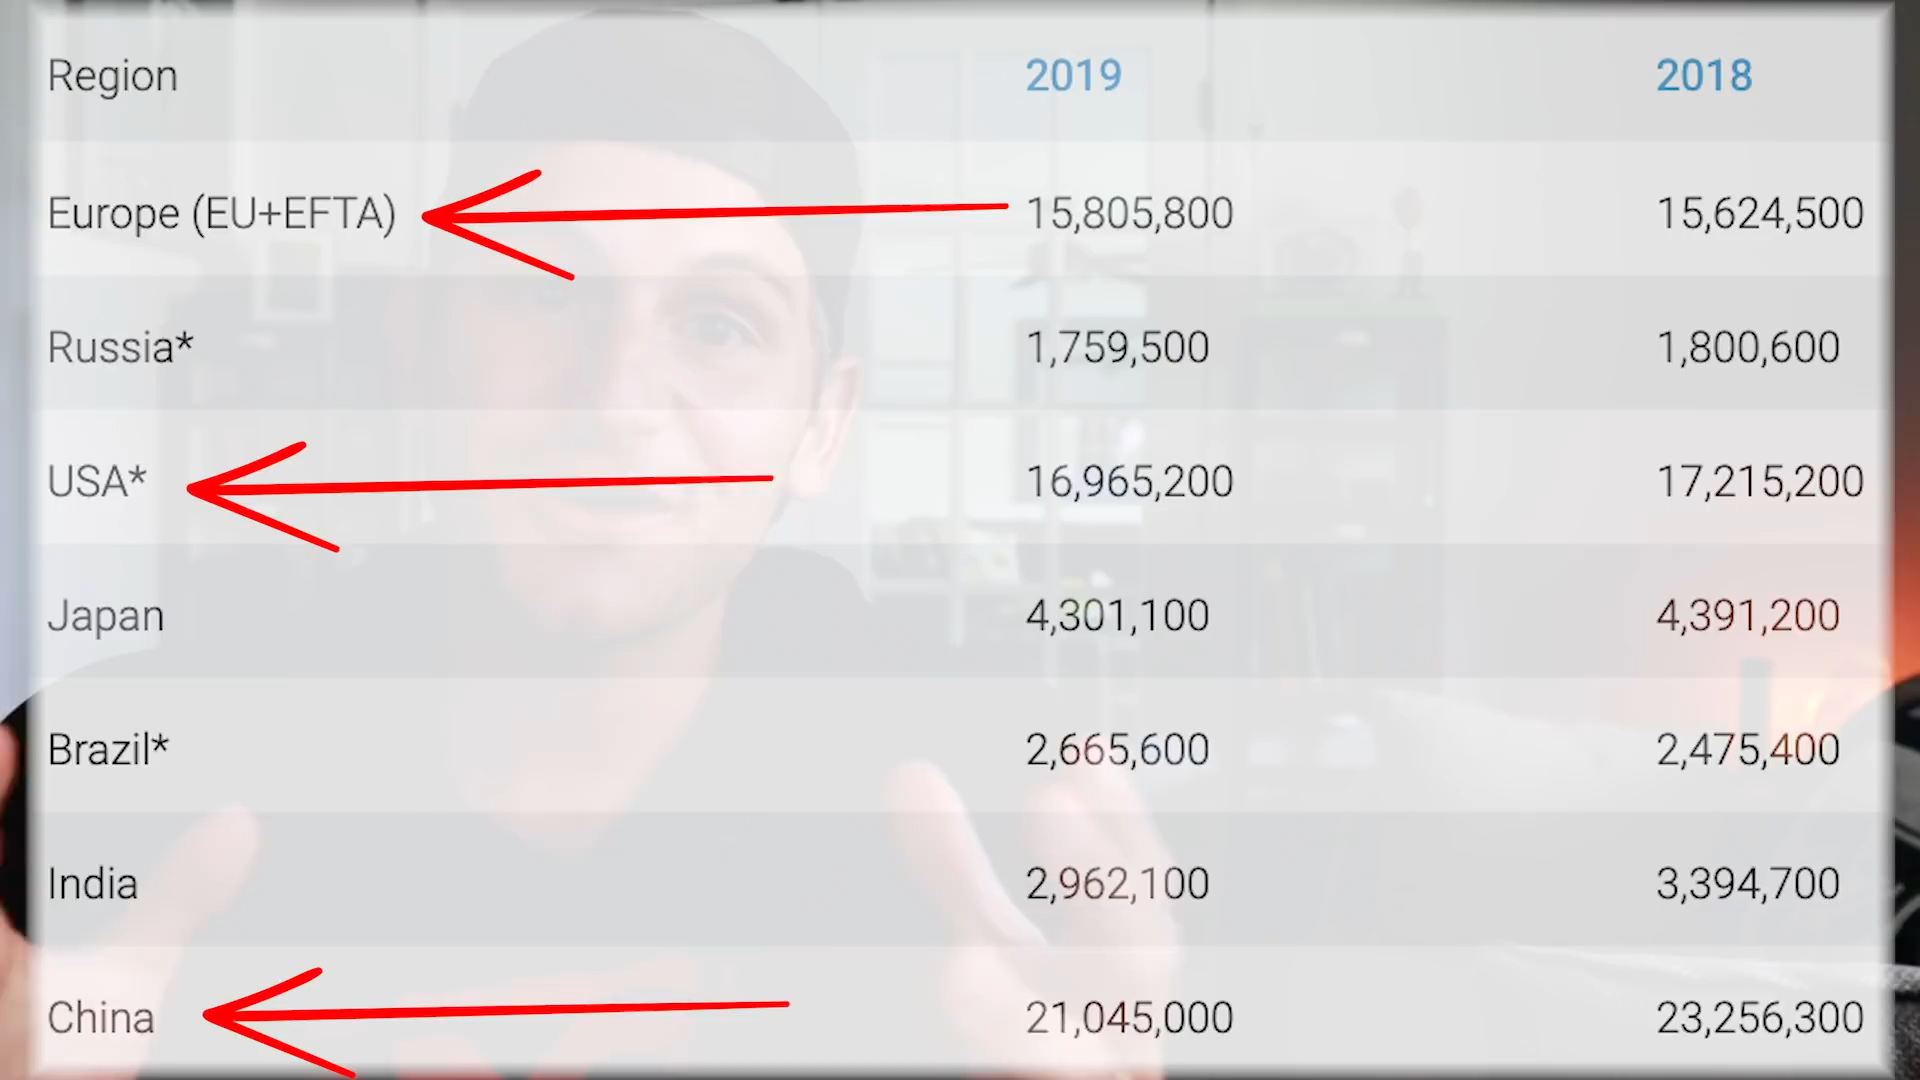 Region 2019 2018
Europe (EU+EFTA) 15,805,800 15,624,500
Russia* 1,759,500 1,800,600
USA* 16,965,200 17,215,200
Japan 4,301,100 4,391,200
Brazil* 2,665,600 2,475,400
India 2,962,100 3,394,700
China 21,045,000 23,256,300